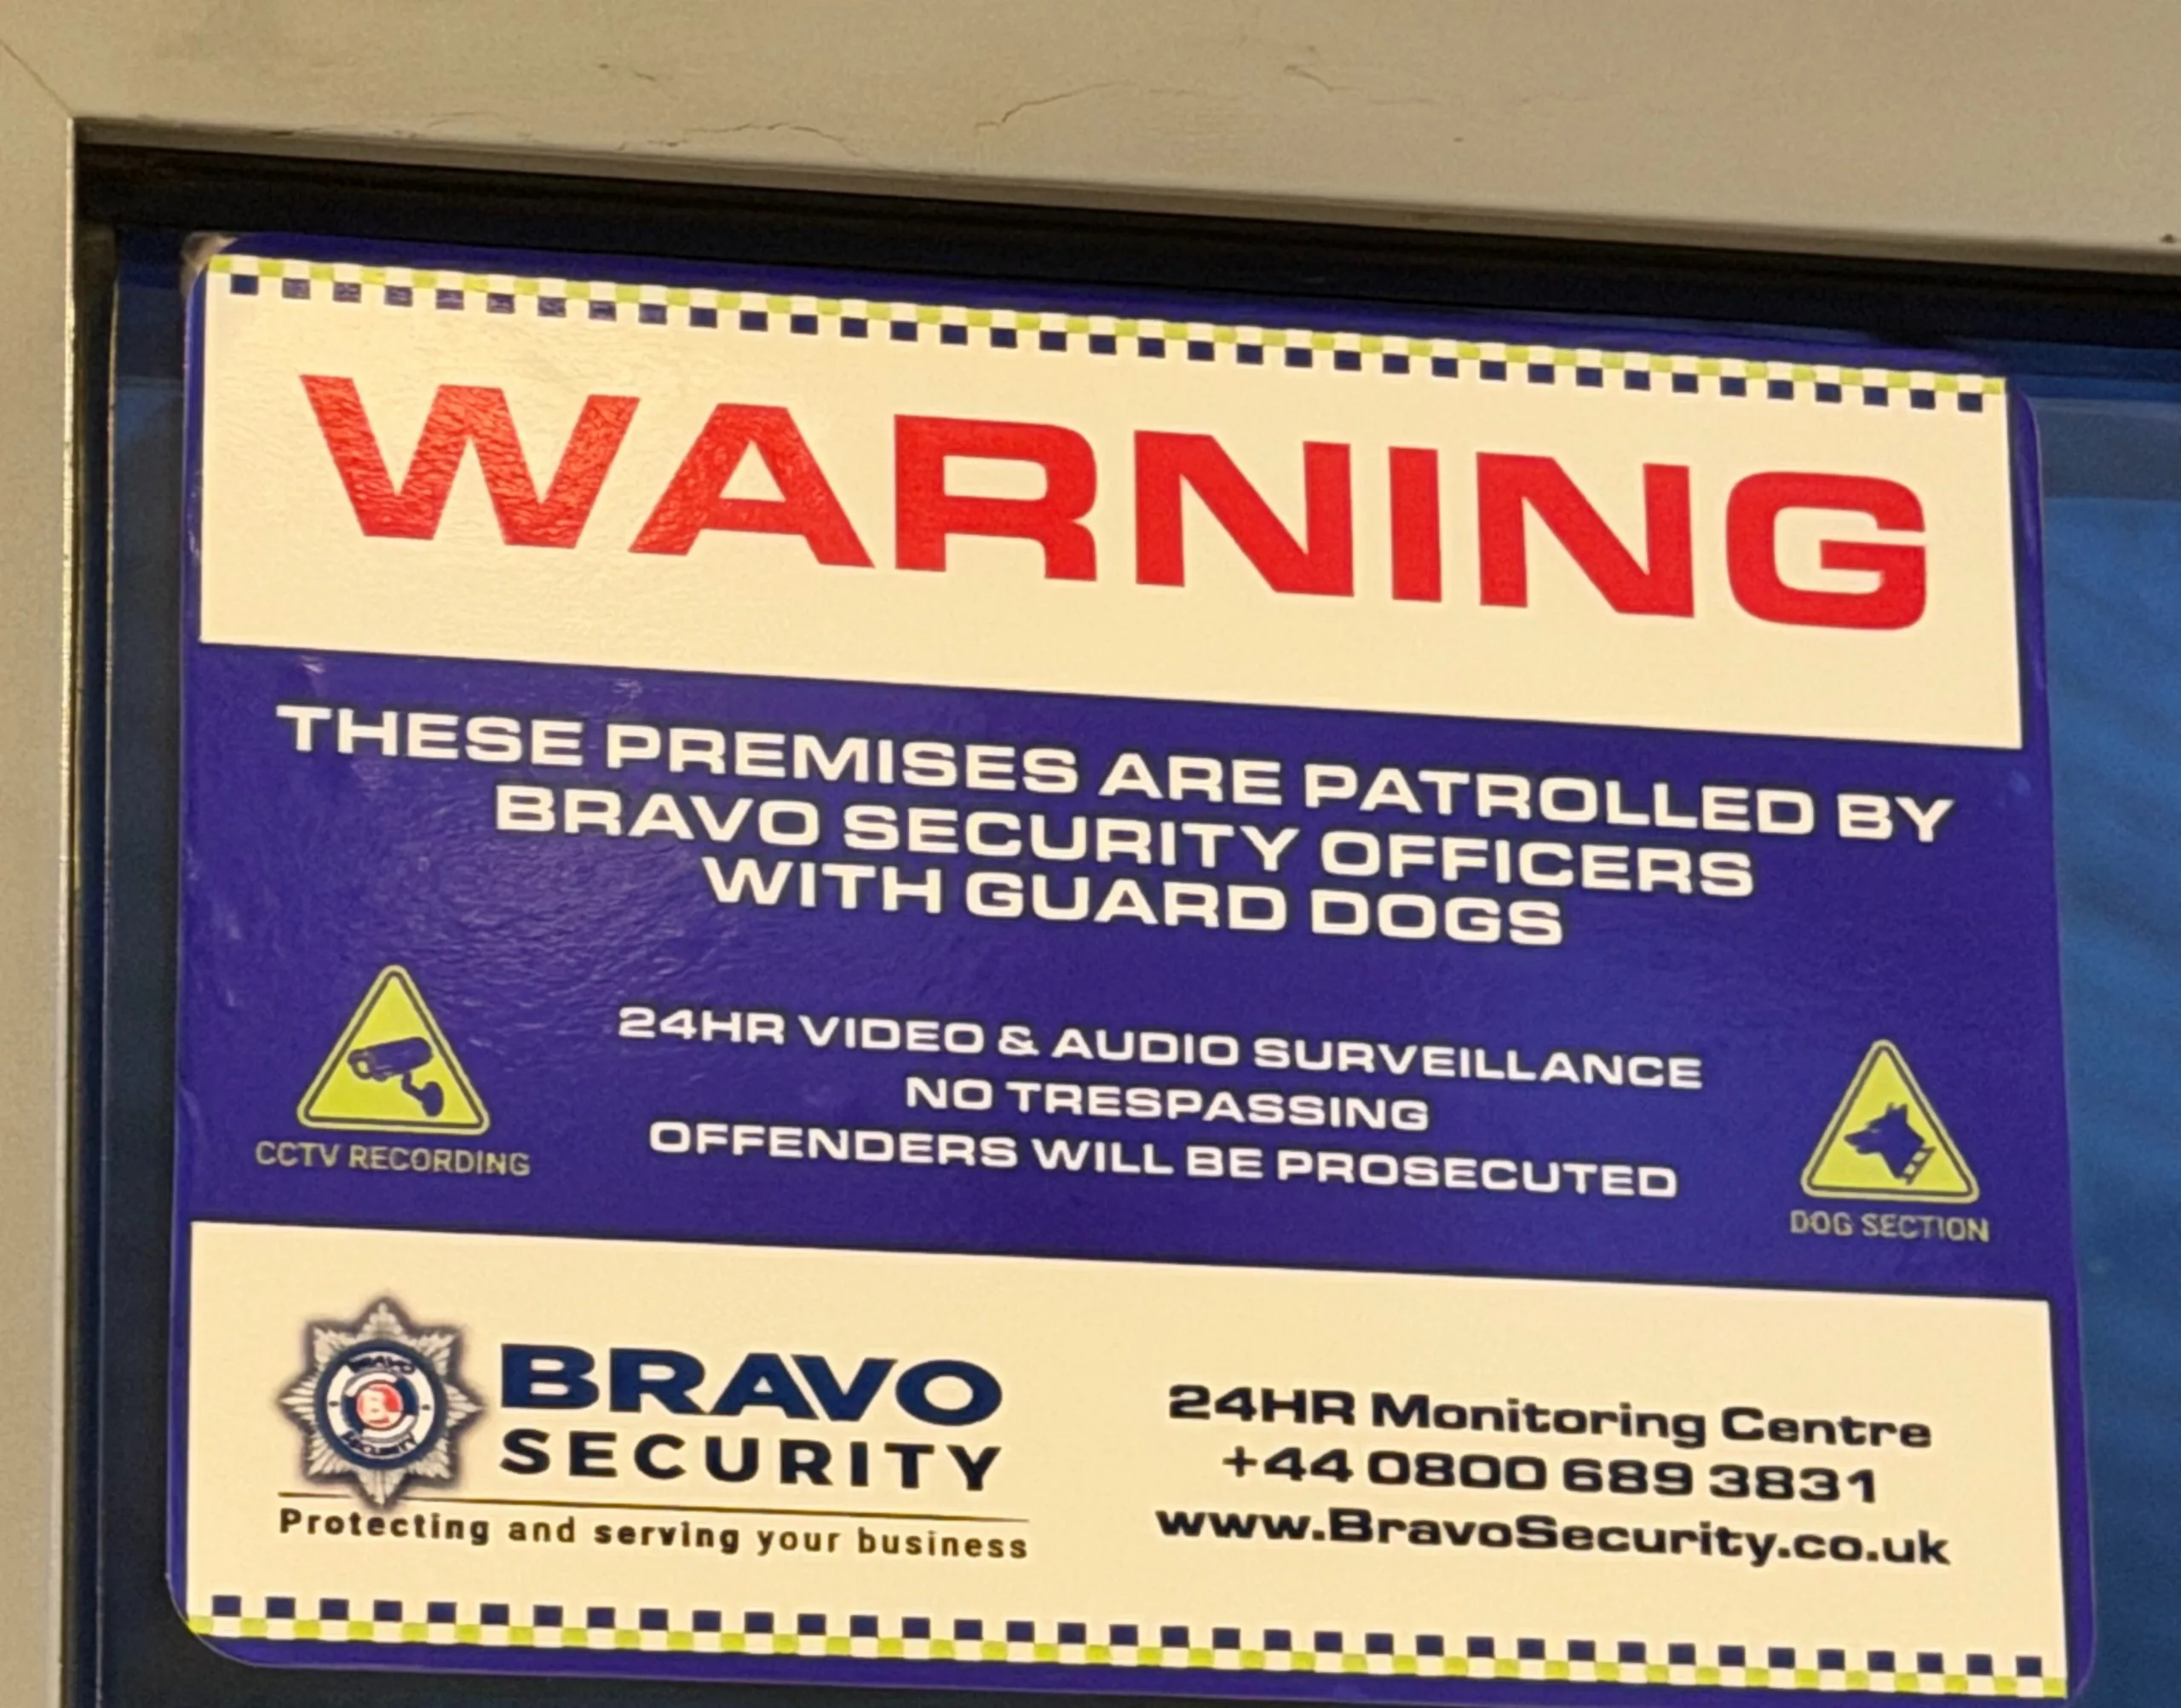 WARNING
THESE PREMISES ARE PATROLLED BY
BRAVO SECURITY OFFICERS
WITH GUARD DOGS
24HR VIDEO & AUDIO SURVEILLANCE
NO TRESPASSING
OFFENDERS WILL BE PROSECUTED
CCTV RECORDING
DOG SECTION
BRAVO
B
SECURITY
BRAVO
SECURITY
Protecting and serving your business
24HR Monitoring Centre
+44 0800 689 3831
www.BravoSecurity.co.uk